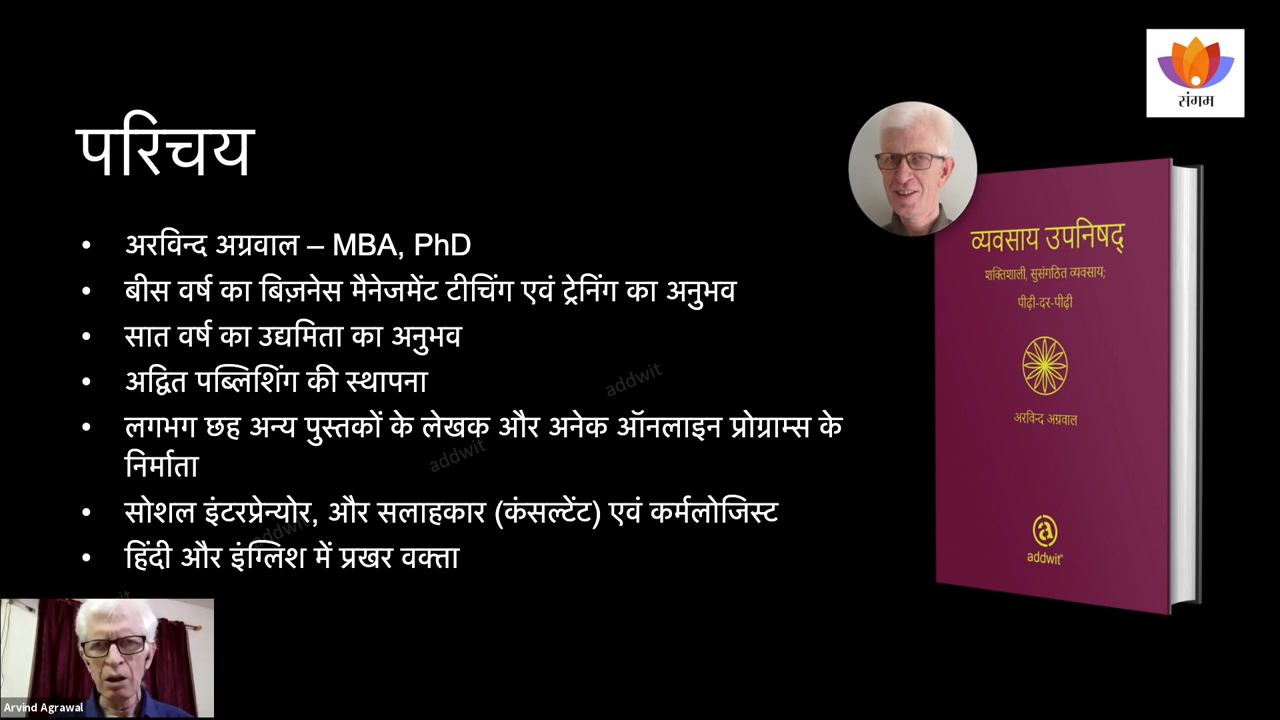 संगम
परिचय
• अरविन्द अग्रवाल – MBA, PhD
• बीस वर्ष का बिज़नेस मैनेजमेंट टीचिंग एवं ट्रेनिंग का अनुभव
• सात वर्ष का उद्यमिता का अनुभव
• अद्वित पब्लिशिंग की स्थापना
• लगभग छह अन्य पुस्तकों के लेखक और अनेक ऑनलाइन प्रोग्राम्स के
निर्माता
• सोशल इंटरप्रेन्योर, और सलाहकार (कंसल्टेंट) एवं कर्मलोजिस्ट
• हिंदी और इंग्लिश में प्रखर वक्ता
व्यवसाय उपनिषद्
शक्तिशाली, सुसंगठित व्यवसाय;
पीढ़ी-दर-पीढ़ी
अरविन्द अग्रवाल
addwit
addwit
addwit
addwit
Arvind Agrawal